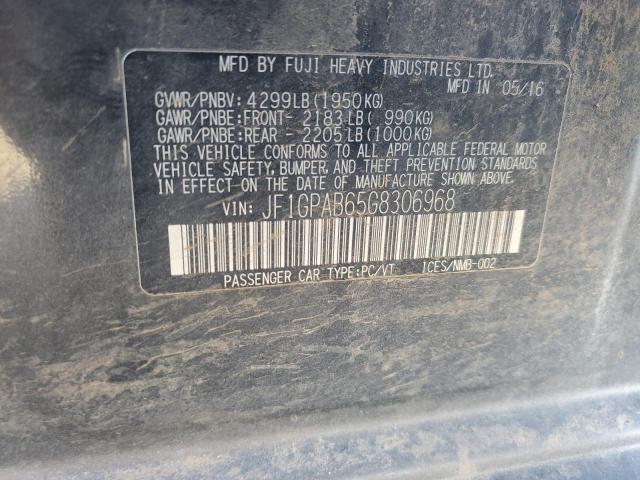 MFD BY FUJI HEAVY INDUSTRIES LTD.
MFD IN 05/16
GVWR/PNBV: 4299LB(1950KG)
GAWR/PNBE:FRONT- 2183LB( 990KG)
GAWR/PNBE:REAR - 2205LB(1000KG)
THIS VEHICLE CONFORMS TO ALL APPLICABLE FEDERAL MOTOR
VEHICLE SAFETY, BUMPER, AND THEFT PREVENTION STANDARDS
IN EFFECT ON THE DATE OF MANUFACTURE SHOWN ABOVE.
VIN: JF1GPAB65G8306968
PASSENGER CAR TYPE:PC/VT ICES/NMB-002